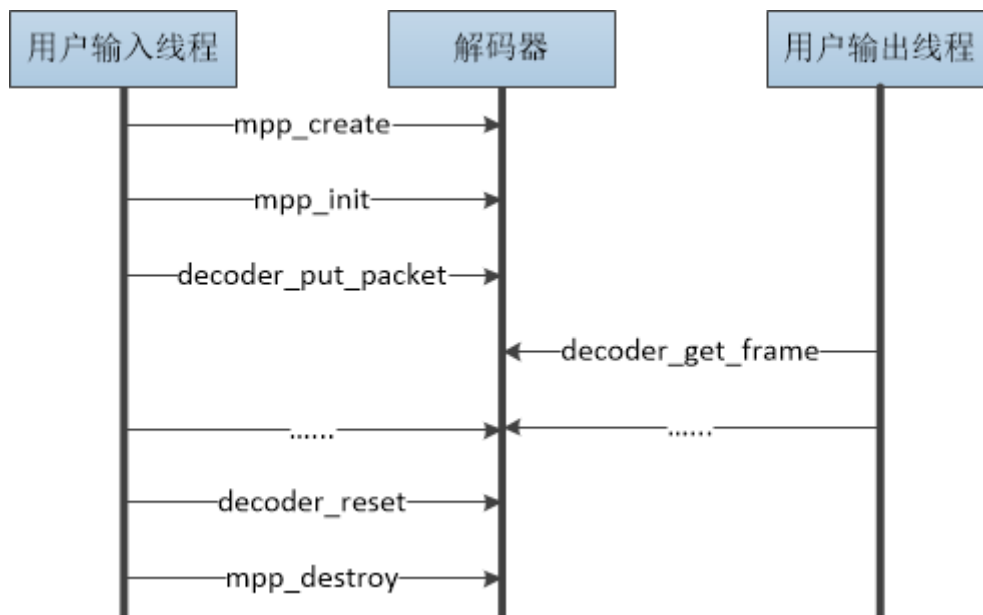 用户输入线程
解码器
用户输出线程
mpp_create
mpp_init
decoder_put_packet
decoder_get_frame
......
......
decoder_reset
mpp_destroy